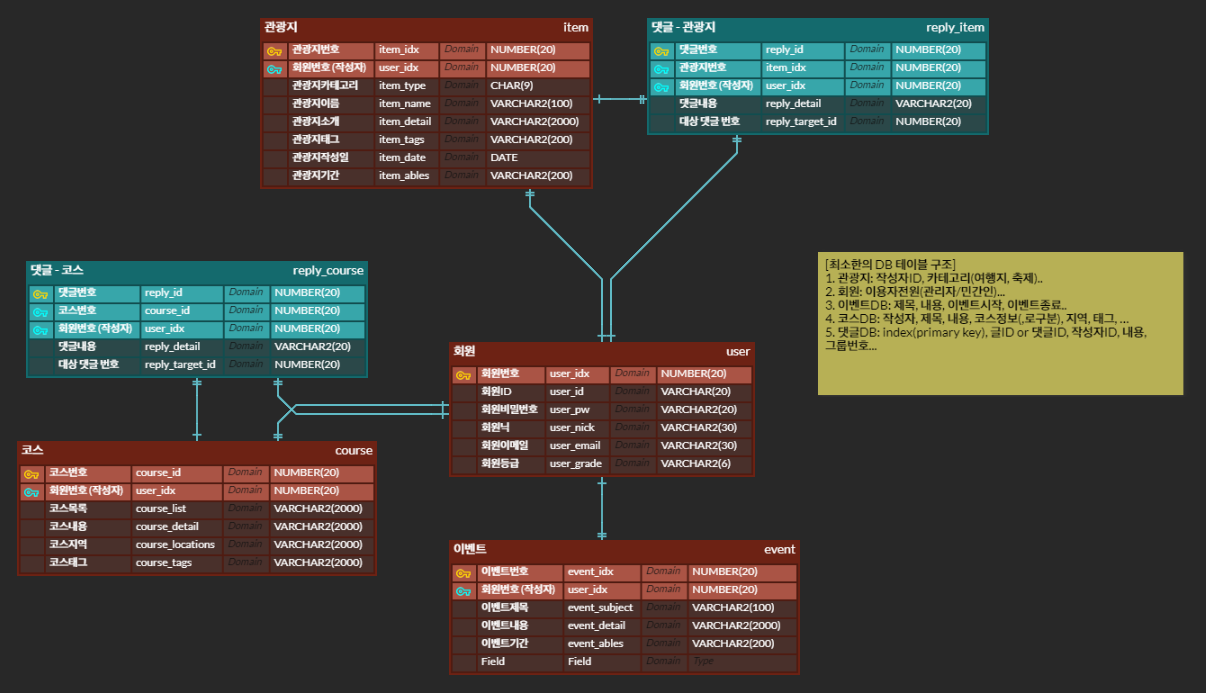 관광지 item
관광지번호 item_idx Domain NUMBER(20)
회원번호 (작성자) user_idx Domain NUMBER(20)
관광지카테고리 item_type Domain CHAR(9)
관광지이름 item_name Domain VARCHAR2(100)
관광지소개 item_detail Domain VARCHAR2(2000)
관광지태그 item_tags Domain VARCHAR2(200)
관광지작성일 item_date Domain DATE
관광지기간 item_ables Domain VARCHAR2(200)
댓글 - 관광지 reply_item
댓글번호 reply_id Domain NUMBER(20)
관광지번호 item_idx Domain NUMBER(20)
회원번호 (작성자) user_idx Domain NUMBER(20)
댓글내용 reply_detail Domain VARCHAR2(20)
대상 댓글 번호 reply_target_id Domain NUMBER(20)
댓글 - 코스 reply_course
댓글번호 reply_id Domain NUMBER(20)
코스번호 course_id Domain NUMBER(20)
회원번호 (작성자) user_idx Domain NUMBER(20)
댓글내용 reply_detail Domain VARCHAR2(20)
대상 댓글 번호 reply_target_id Domain NUMBER(20)
[최소한의 DB 테이블 구조]
1. 관광지: 작성자ID, 카테고리(여행지, 축제)..
2. 회원: 이용자전원(관리자/민간인)...
3. 이벤트DB: 제목, 내용, 이벤트시작, 이벤트종료..
4. 코스DB: 작성자, 제목, 내용, 코스정보(,로구분), 지역, 태그, ...
5. 댓글DB: index(primary key), 글ID or 댓글ID, 작성자ID, 내용,
그룹번호...
회원 user
회원번호 user_idx Domain NUMBER(20)
회원ID user_id Domain VARCHAR(20)
회원비밀번호 user_pw Domain VARCHAR2(20)
회원닉 user_nick Domain VARCHAR2(30)
회원이메일 user_email Domain VARCHAR2(30)
회원등급 user_grade Domain VARCHAR2(6)
코스 course
코스번호 course_id Domain NUMBER(20)
회원번호 (작성자) user_idx Domain NUMBER(20)
코스목록 course_list Domain VARCHAR2(2000)
코스내용 course_detail Domain VARCHAR2(2000)
코스지역 course_locations Domain VARCHAR2(2000)
코스태그 course_tags Domain VARCHAR2(2000)
이벤트 event
이벤트번호 event_idx Domain NUMBER(20)
회원번호 (작성자) user_idx Domain NUMBER(20)
이벤트제목 event_subject Domain VARCHAR2(100)
이벤트내용 event_detail Domain VARCHAR2(2000)
이벤트기간 event_ables Domain VARCHAR2(200)
Field Field Domain Type